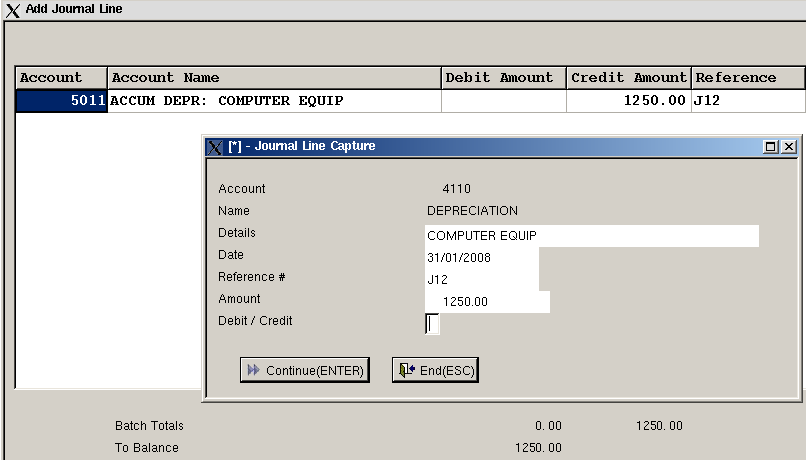 Add Journal Line
Account Account Name Debit Amount Credit Amount Reference
5011 ACCUM DEPR: COMPUTER EQUIP 1250.00 J12
[*] - Journal Line Capture
Account 4110
Name DEPRECIATION
Details COMPUTER EQUIP
Date 31/01/2008
Reference # J12
Amount 1250.00
Debit / Credit
Continue(ENTER) End(ESC)
Batch Totals 0.00 1250.00
To Balance 1250.00